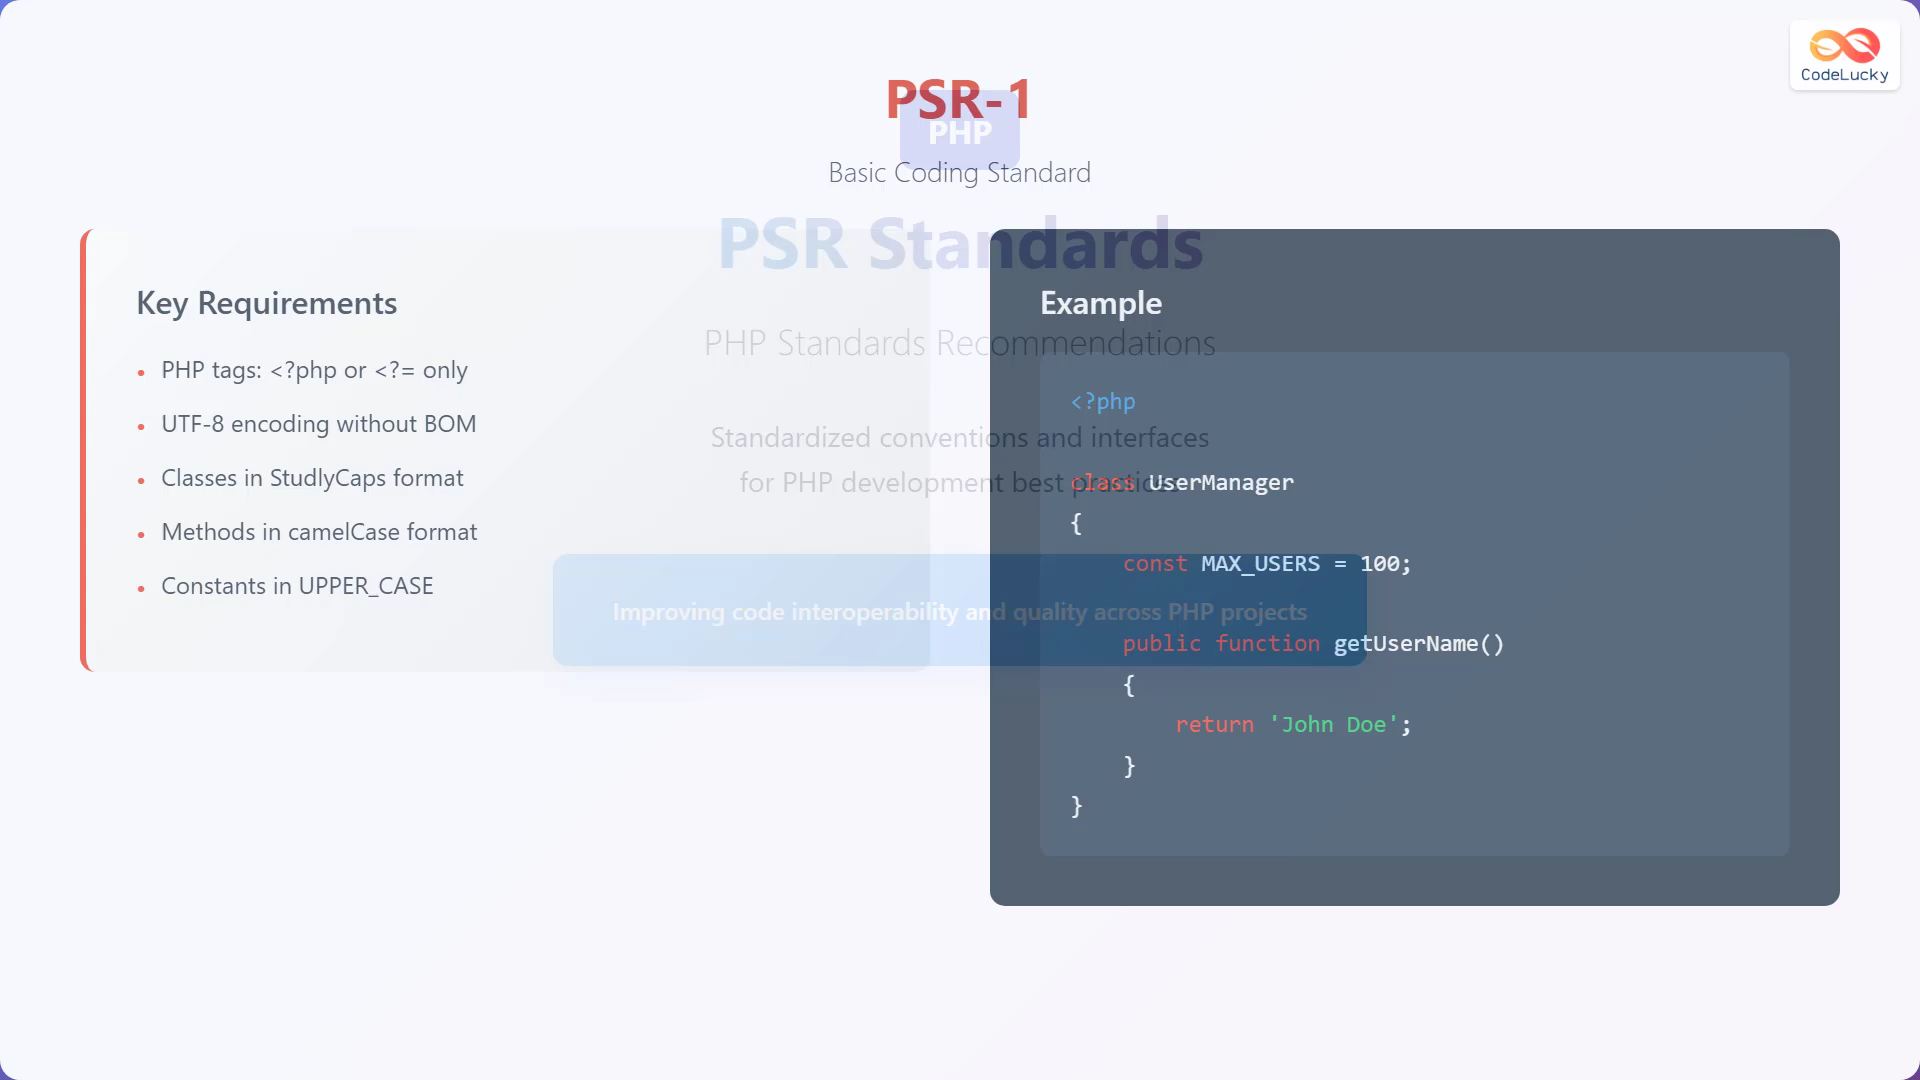 CodeLucky
PSR-1
PHP
Basic Coding Standard
PSR Standards
PHP Standards Recommendations
Standardized conventions and interfaces
for PHP development best practices
Improving code interoperability and quality across PHP projects
Key Requirements
• PHP tags: <?php or <?= only
• UTF-8 encoding without BOM
• Classes in StudlyCaps format
• Methods in camelCase format
• Constants in UPPER_CASE
Example
<?php
class UserManager
{
    const MAX_USERS = 100;
    public function getUserName()
    {
        return 'John Doe';
    }
}